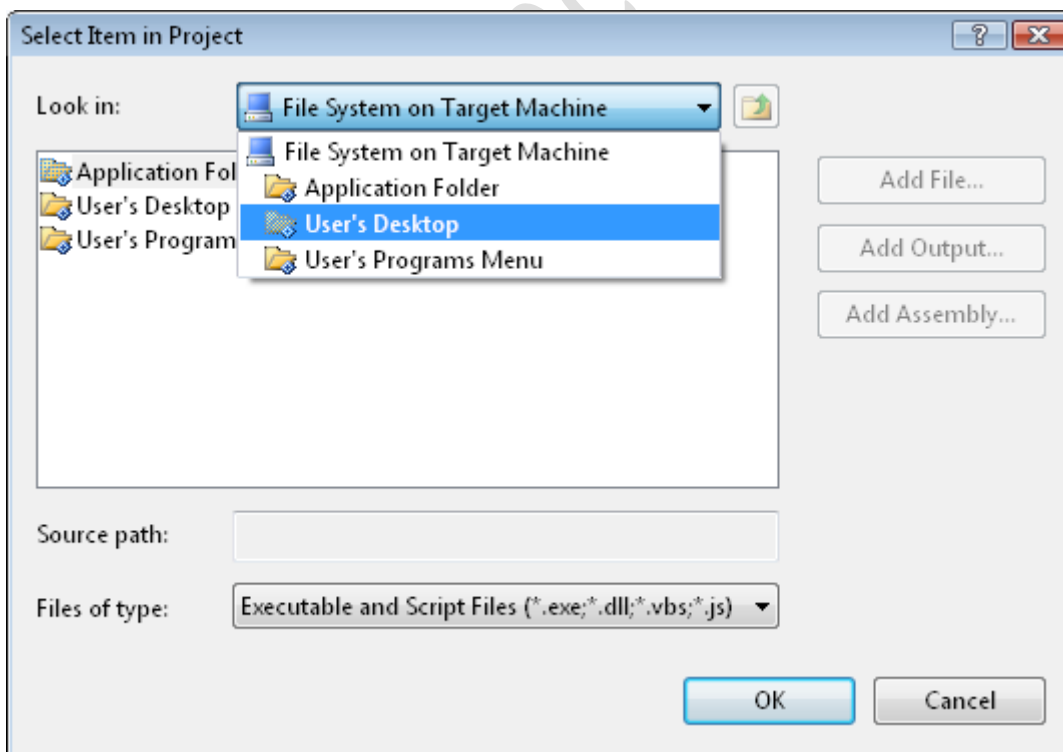 Select Item in Project
Look in:
File System on Target Machine
File System on Target Machine
Application Folder
User's Desktop
User's Programs Menu
Application Fol
User's Desktop
User's Program
Add File...
Add Output...
Add Assembly...
Source path:
Files of type:
Executable and Script Files (*.exe;*.dll;*.vbs;*.js)
OK
Cancel